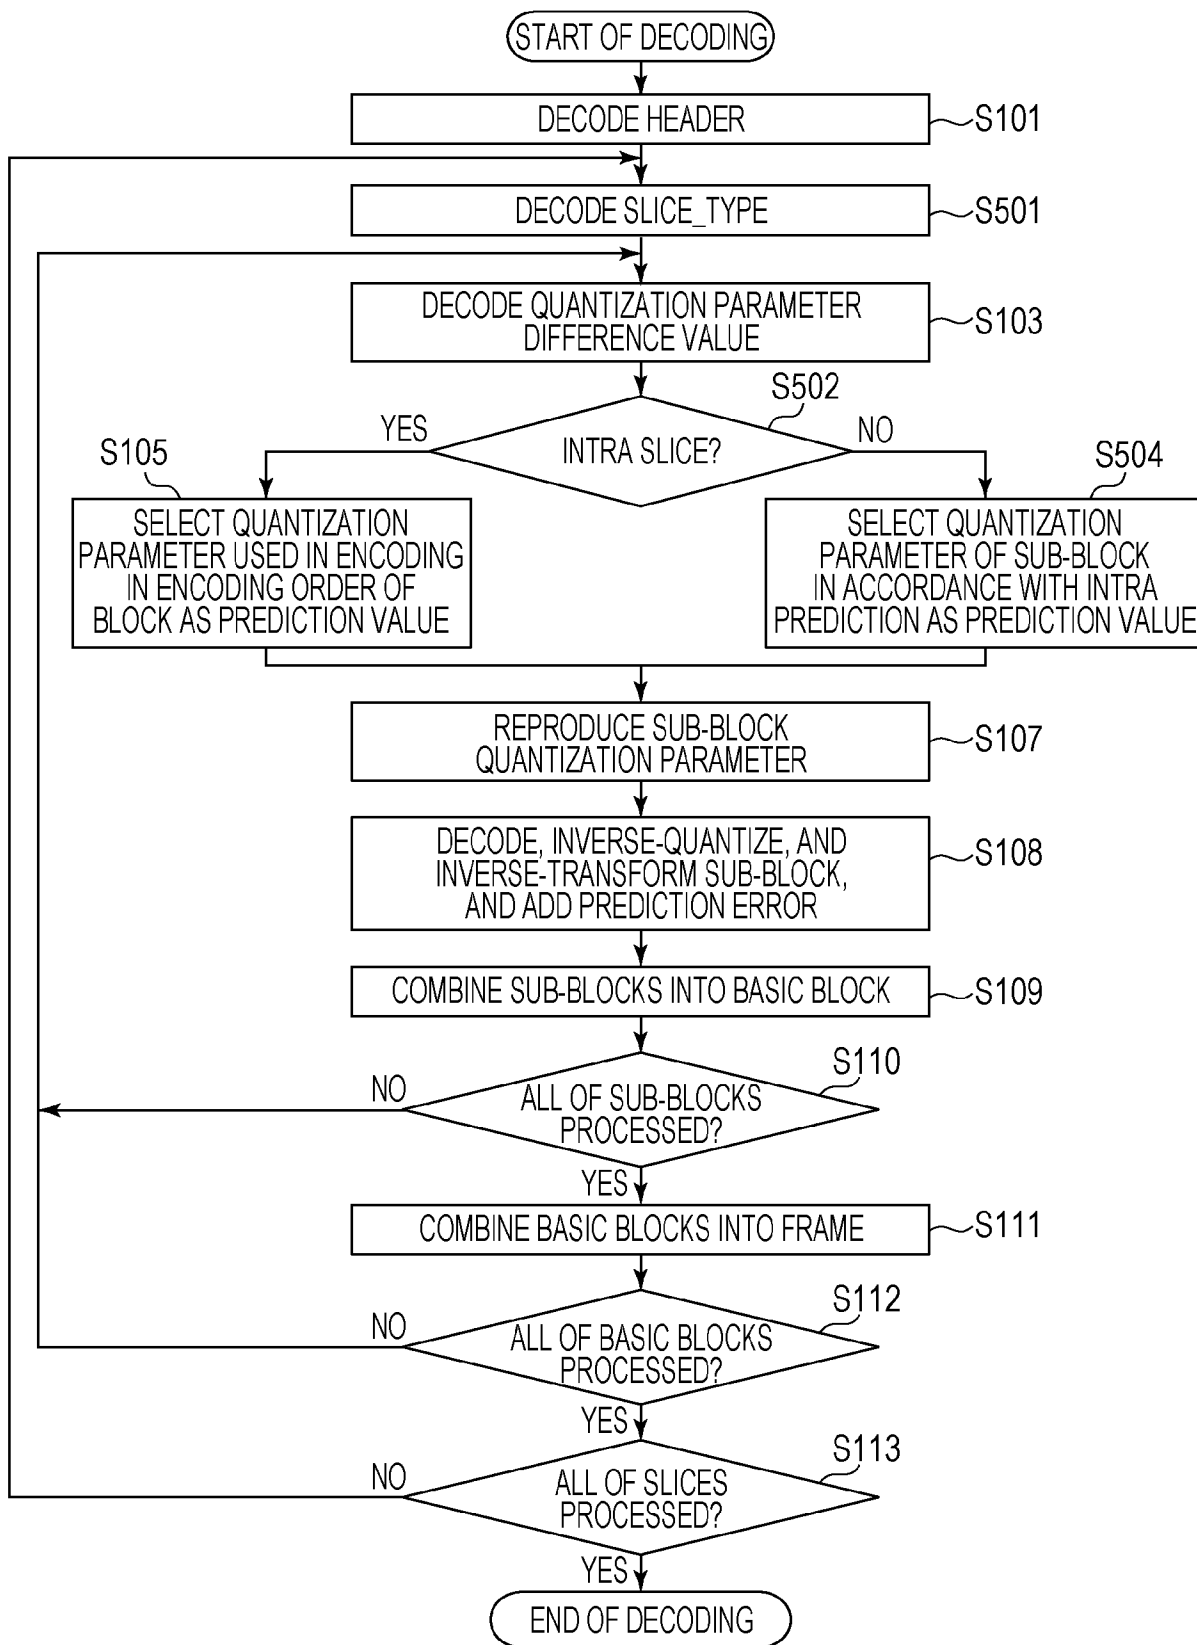 START OF DECODING
DECODE HEADER
S101
DECODE SLICE_TYPE
S501
DECODE QUANTIZATION PARAMETER
DIFFERENCE VALUE
S103
S502
YES
INTRA SLICE?
NO
S105
SELECT QUANTIZATION
PARAMETER USED IN ENCODING
IN ENCODING ORDER OF
BLOCK AS PREDICTION VALUE
S504
SELECT QUANTIZATION
PARAMETER OF SUB-BLOCK
IN ACCORDANCE WITH INTRA
PREDICTION AS PREDICTION VALUE
REPRODUCE SUB-BLOCK
QUANTIZATION PARAMETER
S107
DECODE, INVERSE-QUANTIZE, AND
INVERSE-TRANSFORM SUB-BLOCK,
AND ADD PREDICTION ERROR
S108
COMBINE SUB-BLOCKS INTO BASIC BLOCK
S109
S110
NO
ALL OF SUB-BLOCKS
PROCESSED?
YES
COMBINE BASIC BLOCKS INTO FRAME
S111
S112
NO
ALL OF BASIC BLOCKS
PROCESSED?
YES
S113
NO
ALL OF SLICES
PROCESSED?
YES
END OF DECODING